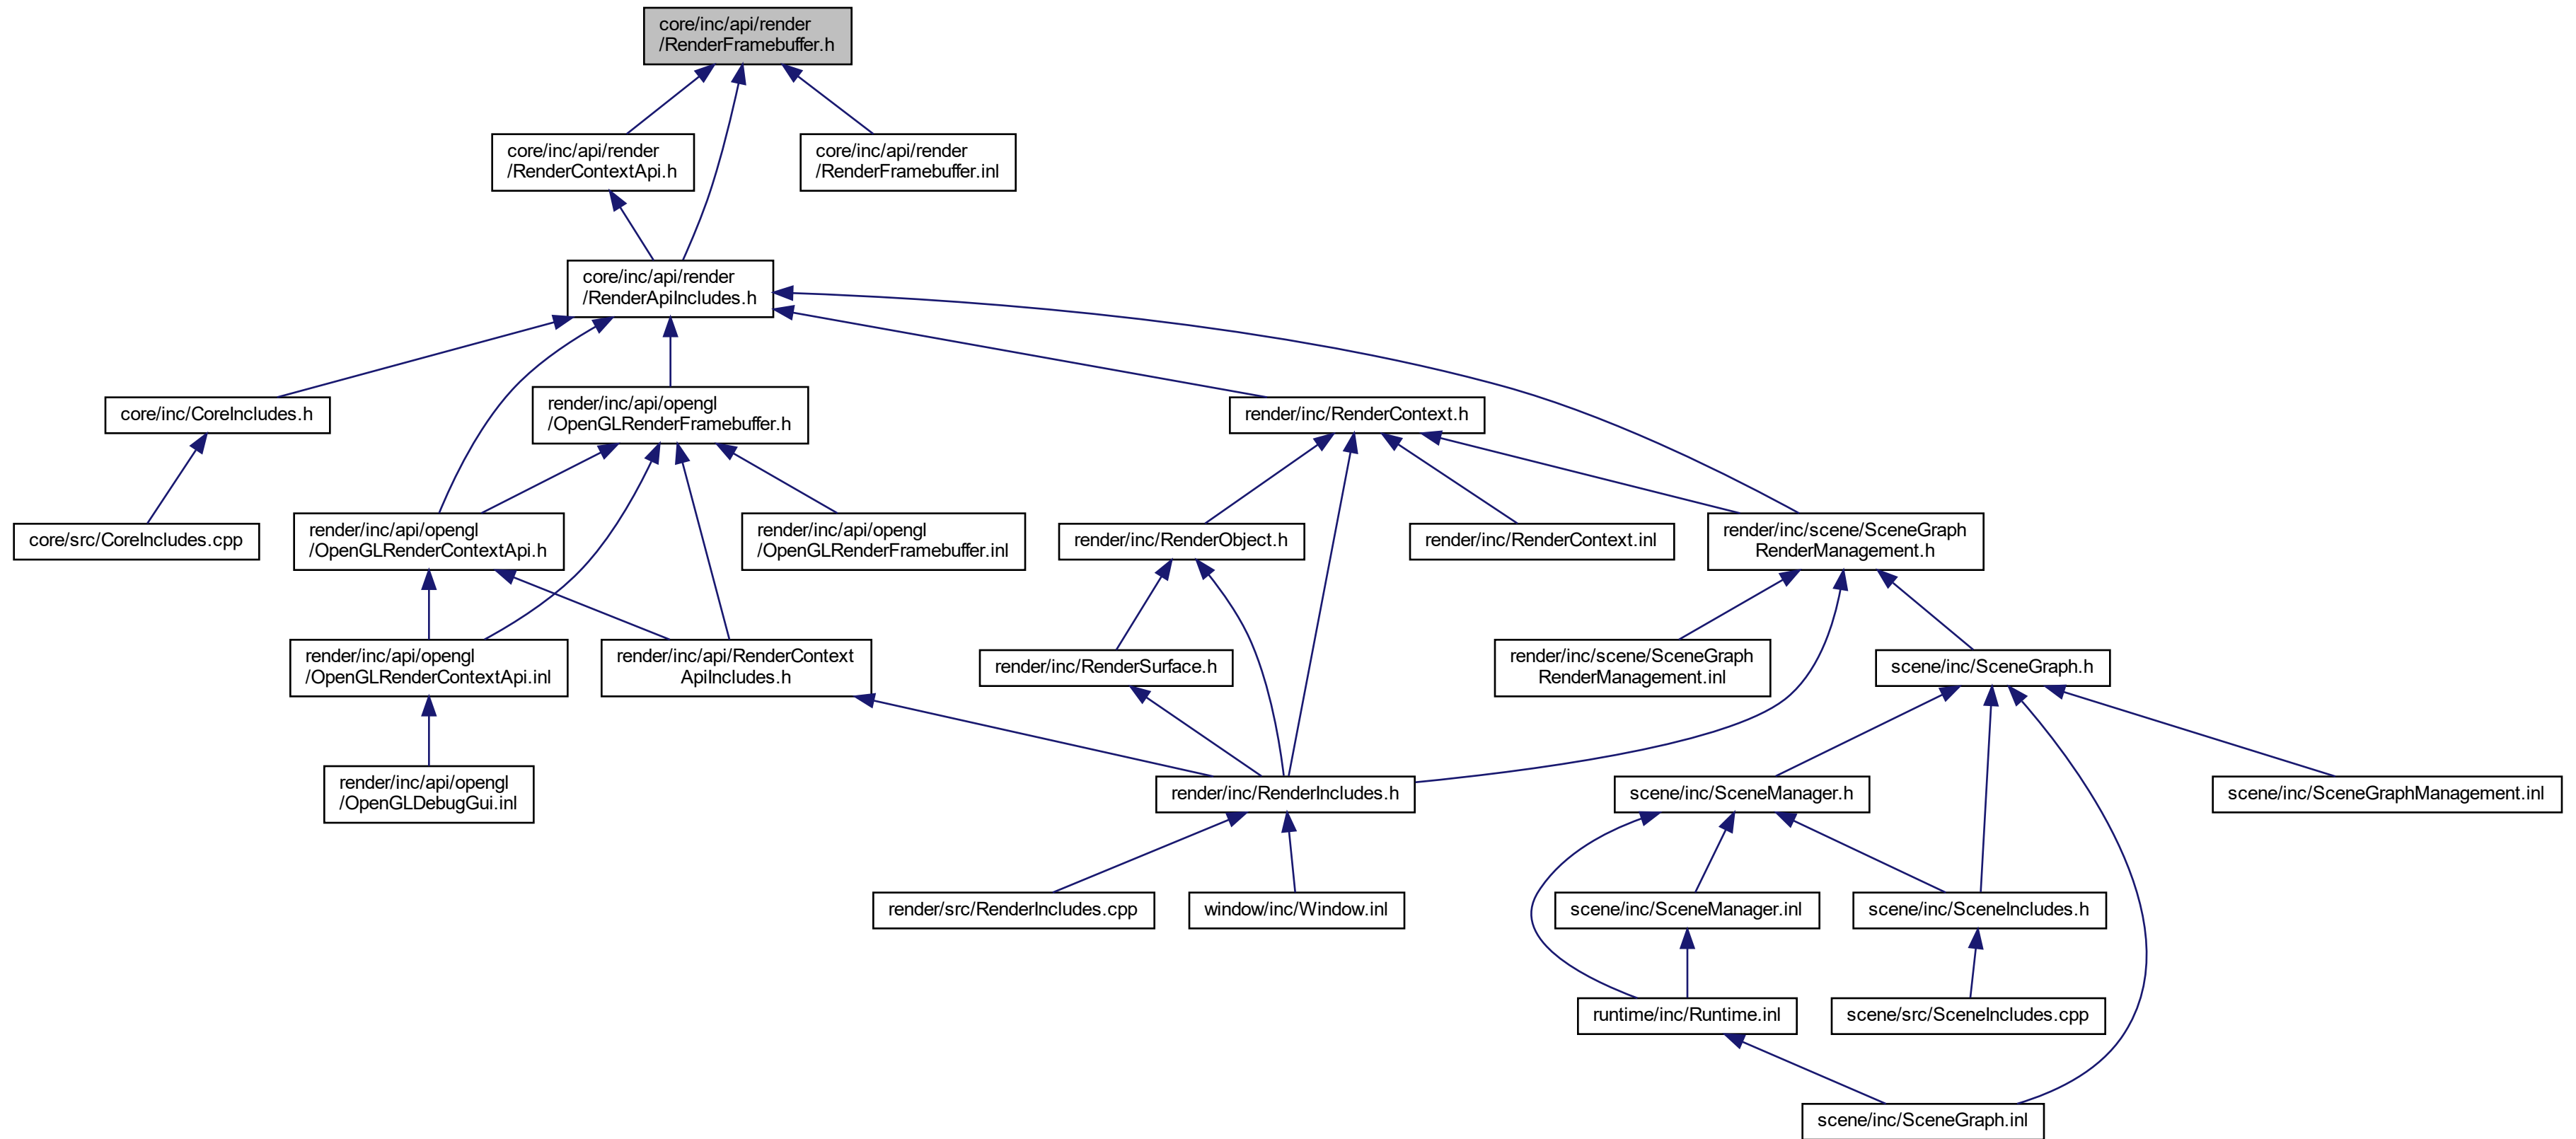 core/inc/api/render
/RenderFramebuffer.h
core/inc/api/render
/RenderContextApi.h
core/inc/api/render
/RenderFramebuffer.inl
core/inc/api/render
/RenderApiIncludes.h
core/inc/CoreIncludes.h
render/inc/api/opengl
/OpenGLRenderFramebuffer.h
render/inc/RenderContext.h
core/src/CoreIncludes.cpp
render/inc/api/opengl
/OpenGLRenderContextApi.h
render/inc/api/opengl
/OpenGLRenderFramebuffer.inl
render/inc/RenderObject.h
render/inc/RenderContext.inl
render/inc/scene/SceneGraph
RenderManagement.h
render/inc/api/opengl
/OpenGLRenderContextApi.inl
render/inc/api/RenderContext
ApiIncludes.h
render/inc/RenderSurface.h
render/inc/scene/SceneGraph
RenderManagement.inl
scene/inc/SceneGraph.h
render/inc/api/opengl
/OpenGLDebugGui.inl
render/inc/RenderIncludes.h
scene/inc/SceneManager.h
scene/inc/SceneGraphManagement.inl
render/src/RenderIncludes.cpp
window/inc/Window.inl
scene/inc/SceneManager.inl
scene/inc/SceneIncludes.h
runtime/inc/Runtime.inl
scene/src/SceneIncludes.cpp
scene/inc/SceneGraph.inl